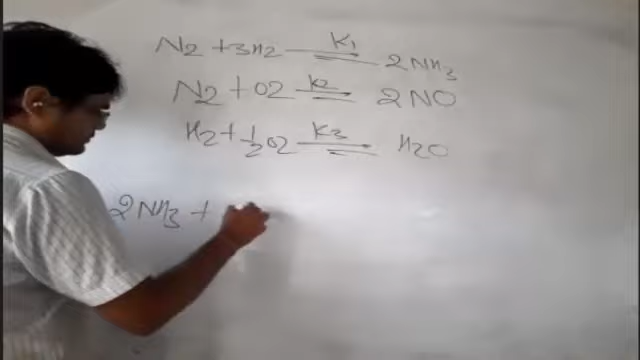 N2 + 3H2 K1 2NH3
N2 + O2 K2 2NO
H2 + 1/2 O2 K3 H2O
2NH3 +